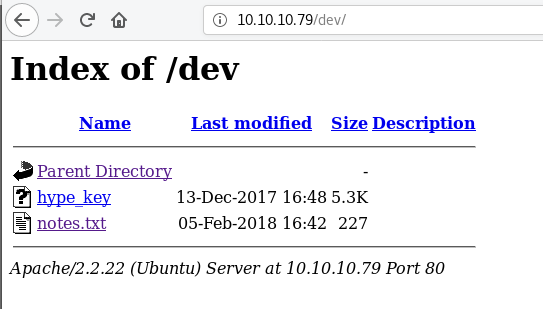 10.10.10.79/dev/
Index of /dev
Name Last modified Size Description
Parent Directory -
hype_key 13-Dec-2017 16:48 5.3K
notes.txt 05-Feb-2018 16:42 227
Apache/2.2.22 (Ubuntu) Server at 10.10.10.79 Port 80